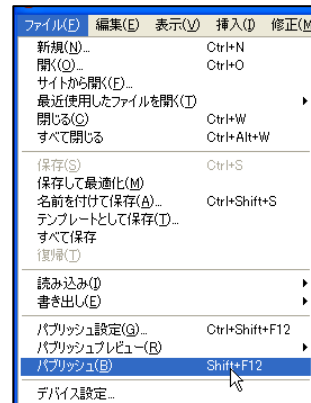 ファイル(F) 編集(E) 表示(V) 挿入(I) 修正(M
新規(N)... Ctrl+N
開く(O)... Ctrl+O
サイトから開く(F)...
最近使用したファイルを開く(T)
閉じる(C) Ctrl+W
すべて閉じる Ctrl+Alt+W
保存(S) Ctrl+S
保存して最適化(M)
名前を付けて保存(A)... Ctrl+Shift+S
テンプレートとして保存(T)...
すべて保存
復帰(T)
読み込み(I)
書き出し(E)
パブリッシュ設定(G)... Ctrl+Shift+F12
パブリッシュプレビュー(R)
パブリッシュ(B) Shift+F12
デバイス設定...